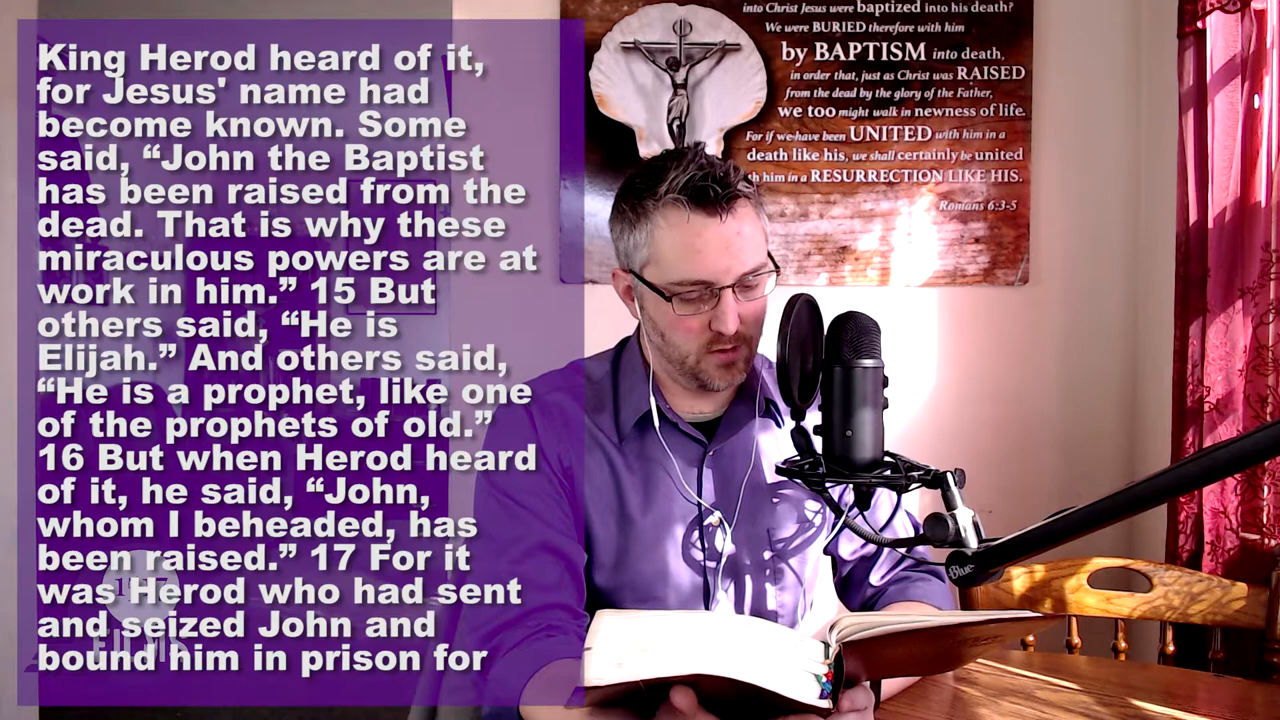 King Herod heard of it,
for Jesus' name had
become known. Some
said, “John the Baptist
has been raised from the
dead. That is why these
miraculous powers are at
work in him.” 15 But
others said, “He is
Elijah.” And others said,
“He is a prophet, like one
of the prophets of old.”
16 But when Herod heard
of it, he said, “John,
whom I beheaded, has
been raised.” 17 For it
was Herod who had sent
and seized John and
bound him in prison for
FILMS
into Christ Jesus were baptized into his death?
We were BURIED therefore with him
by BAPTISM into death,
in order that, just as Christ was RAISED
from the dead by the glory of the Father,
we too might walk in newness of life.
For if we have been UNITED with him in a
death like his, we shall certainly be united
th him in a RESURRECTION LIKE HIS.
Romans 6:3-5
Blue